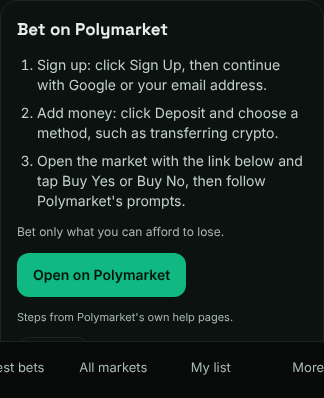 Bet on Polymarket
1. Sign up: click Sign Up, then continue
with Google or your email address.
2. Add money: click Deposit and choose a
method, such as transferring crypto.
3. Open the market with the link below and
tap Buy Yes or Buy No, then follow
Polymarket's prompts.
Bet only what you can afford to lose.
Open on Polymarket
Steps from Polymarket's own help pages.
est bets All markets My list More